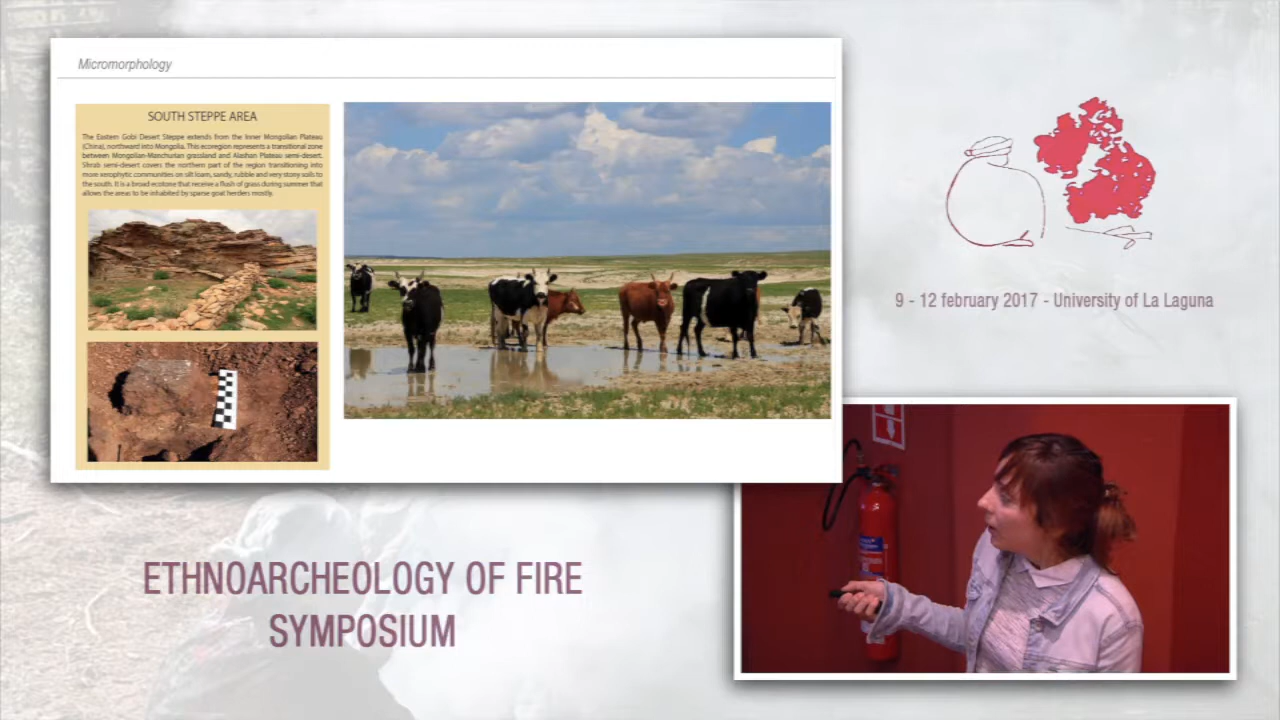 Micromorphology
SOUTH STEPPE AREA
The Eastern Gobi Desert Steppe extends from the Inner Mongolian Plateau
(China), northward into Mongolia. This ecoregion represents a transitional zone
between Mongolian-Manchurian grassland and Alashan Plateau semi-desert.
Shrab semi-desert covers the northern part of the region transitioning into
more xerophytic communities on silt loam, sandy, rubble and very stony soils to
the south. It is a broad ecotone that receive a flush of grass during summer that
allows the areas to be inhabited by sparse goat herders mostly.
9 - 12 february 2017 - University of La Laguna
ETHNOARCHEOLOGY OF FIRE
SYMPOSIUM